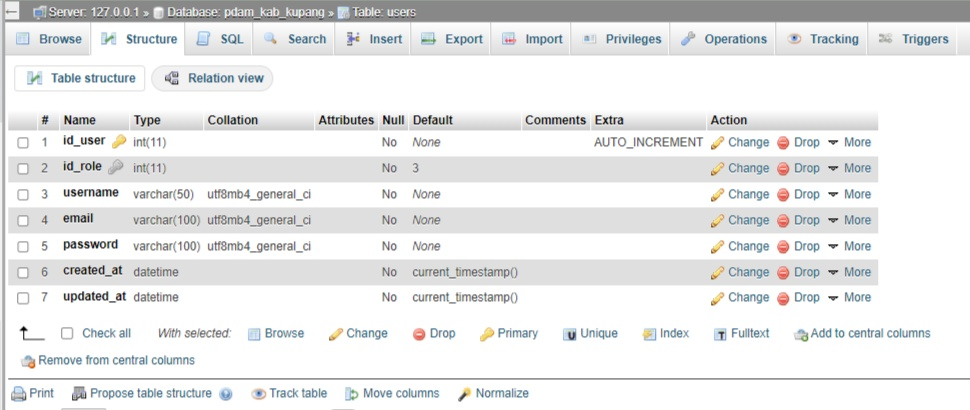 Server: 127.0.0.1 » Database: pdam_kab_kupang » Table: users
Browse Structure SQL Search Insert Export Import Privileges Operations Tracking Triggers
Table structure Relation view
# Name Type Collation Attributes Null Default Comments Extra Action
1 id_user int(11) No None AUTO_INCREMENT Change Drop More
2 id_role int(11) No 3 Change Drop More
3 username varchar(50) utf8mb4_general_ci No None Change Drop More
4 email varchar(100) utf8mb4_general_ci No None Change Drop More
5 password varchar(100) utf8mb4_general_ci No None Change Drop More
6 created_at datetime No current_timestamp() Change Drop More
7 updated_at datetime No current_timestamp() Change Drop More
Check all With selected: Browse Change Drop Primary Unique Index Fulltext Add to central columns
Remove from central columns
Print Propose table structure Track table Move columns Normalize